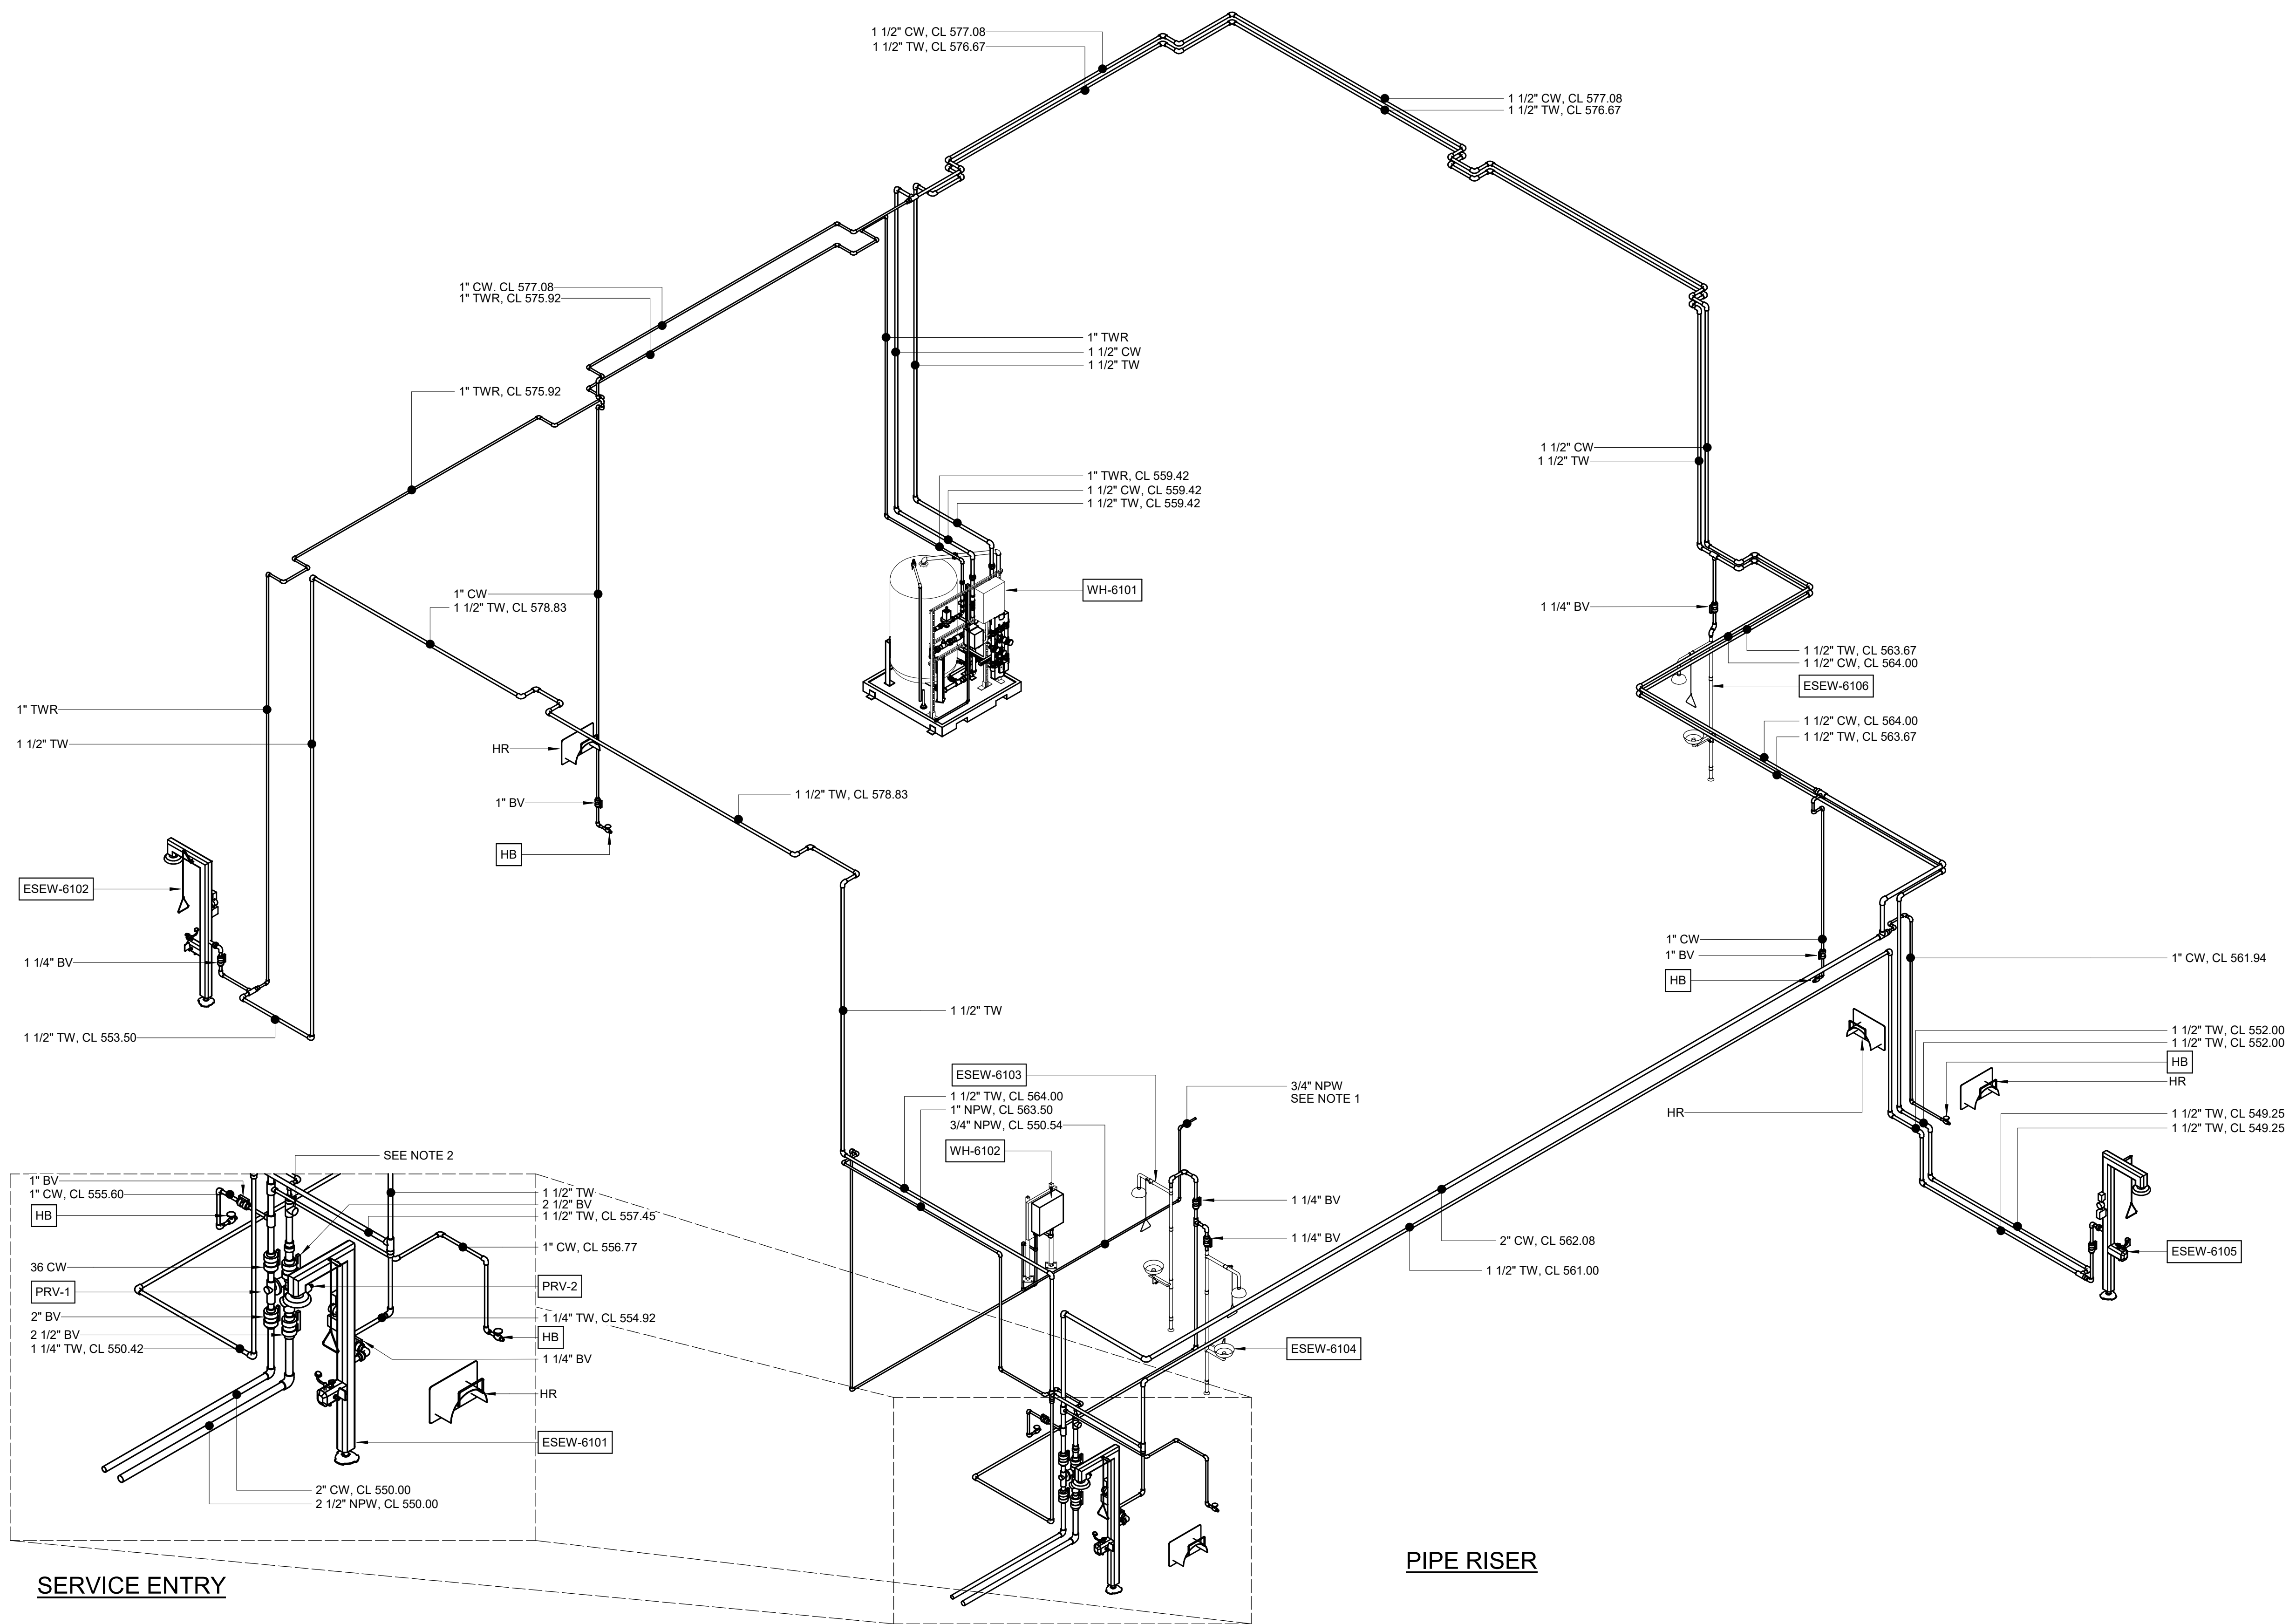 1 1/2" CW, CL 577.08
1 1/2" TW, CL 576.67
1 1/2" CW, CL 577.08
1 1/2" TW, CL 576.67
1" CW. CL 577.08
1" TWR, CL 575.92
1" TWR
1 1/2" CW
1 1/2" TW
1" TWR, CL 575.92
1 1/2" CW
1 1/2" TW
1" TWR, CL 559.42
1 1/2" CW, CL 559.42
1 1/2" TW, CL 559.42
WH-6101
1" CW
1 1/2" TW, CL 578.83
1 1/4" BV
1 1/2" TW, CL 563.67
1 1/2" CW, CL 564.00
ESEW-6106
1" TWR
1 1/2" TW
HR
1 1/2" CW, CL 564.00
1 1/2" TW, CL 563.67
1" BV
1 1/2" TW, CL 578.83
HB
ESEW-6102
1 1/4" BV
1 1/2" TW, CL 553.50
1" CW
1" BV
HB
1" CW, CL 561.94
1 1/2" TW
1 1/2" TW, CL 552.00
1 1/2" TW, CL 552.00
HB
HR
HR
1 1/2" TW, CL 549.25
1 1/2" TW, CL 549.25
ESEW-6103
1 1/2" TW, CL 564.00
1" NPW, CL 563.50
3/4" NPW, CL 550.54
WH-6102
3/4" NPW
SEE NOTE 1
1 1/4" BV
1 1/4" BV
2" CW, CL 562.08
1 1/2" TW, CL 561.00
ESEW-6105
ESEW-6104
SEE NOTE 2
1" BV
1" CW, CL 555.60
HB
1 1/2" TW
2 1/2" BV
1 1/2" TW, CL 557.45
1" CW, CL 556.77
36 CW
PRV-1
PRV-2
2" BV
2 1/2" BV
1 1/4" TW, CL 550.42
1 1/4" TW, CL 554.92
HB
1 1/4" BV
HR
ESEW-6101
2" CW, CL 550.00
2 1/2" NPW, CL 550.00
SERVICE ENTRY
PIPE RISER